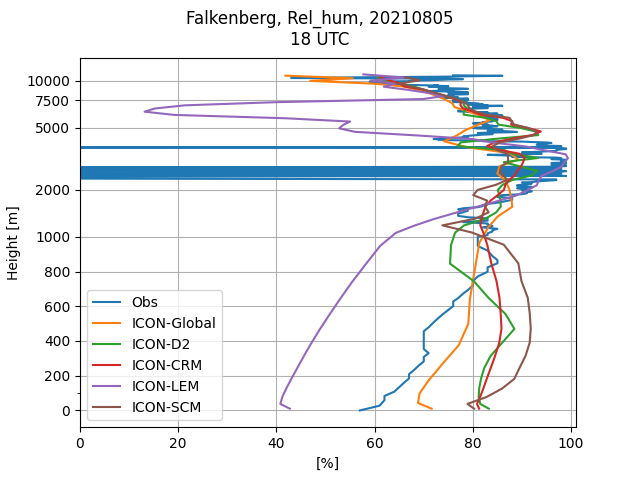 Falkenberg, Rel_hum, 20210805
18 UTC
Height [m]
10000
7500
5000
2000
1000
800
600
400
200
0
Obs
ICON-Global
ICON-D2
ICON-CRM
ICON-LEM
ICON-SCM
0 20 40 60 80 100
[%]